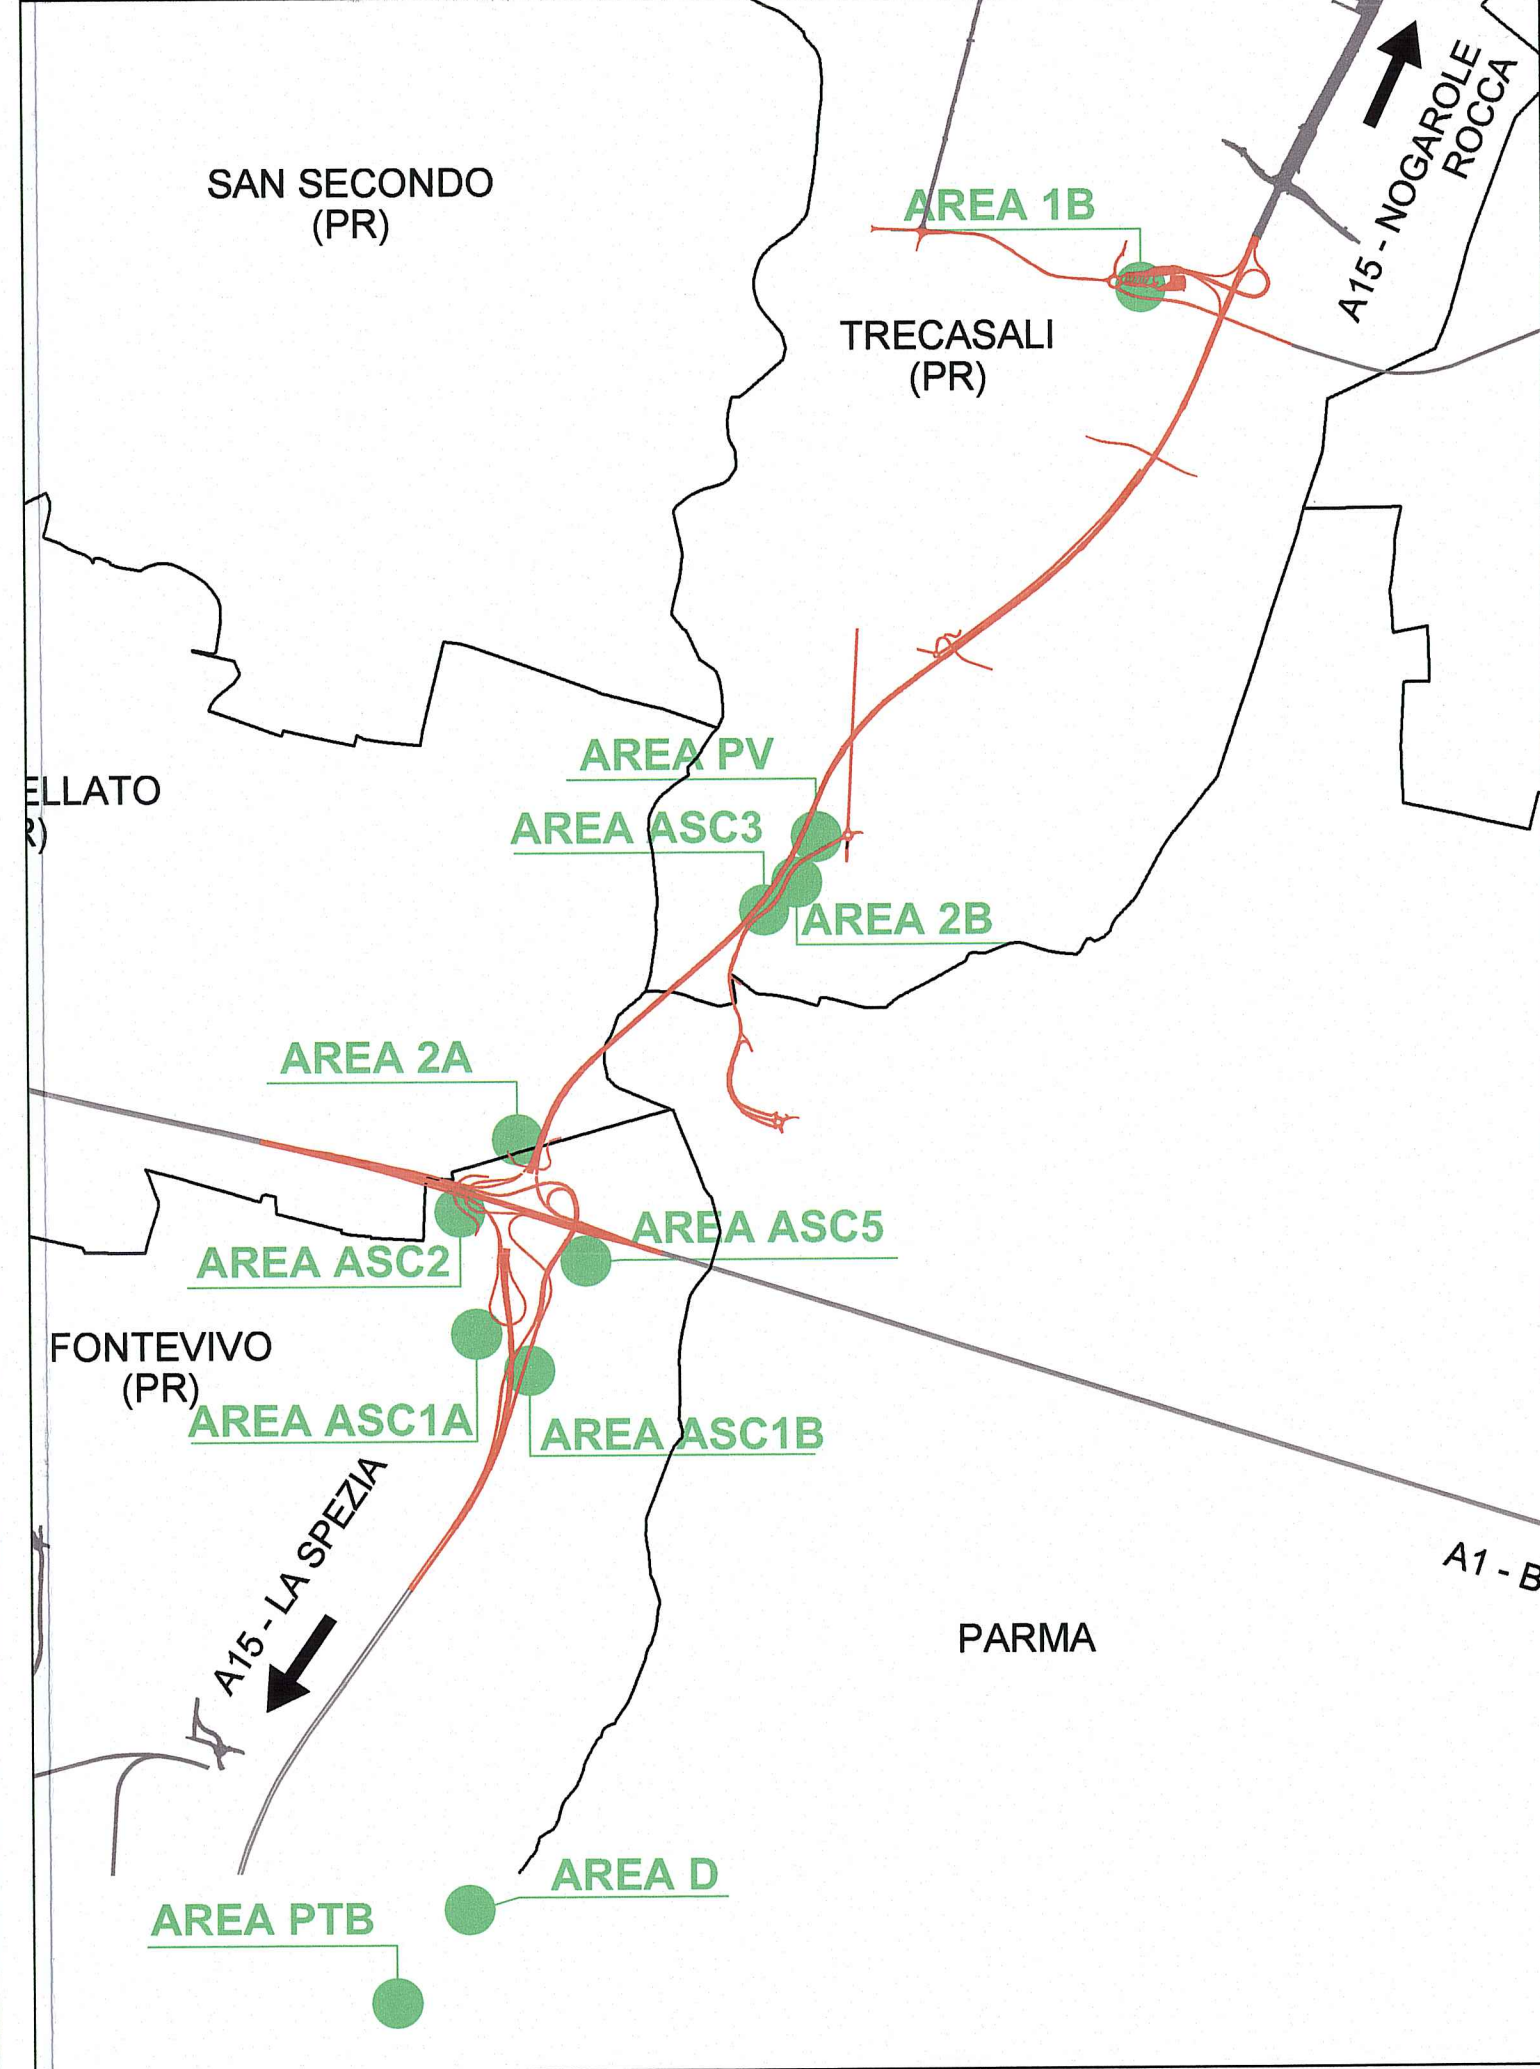 A15 - NOGAROLE
ROCCA
SAN SECONDO
(PR)
AREA 1B
TRECASALI
(PR)
AREA PV
ELLATO
R)
AREA ASC3
AREA 2B
AREA 2A
AREA ASC5
AREA ASC2
FONTEVIVO
(PR)
AREA ASC1A
AREA ASC1B
A15 - LA SPEZIA
A1 - B
PARMA
AREA D
AREA PTB